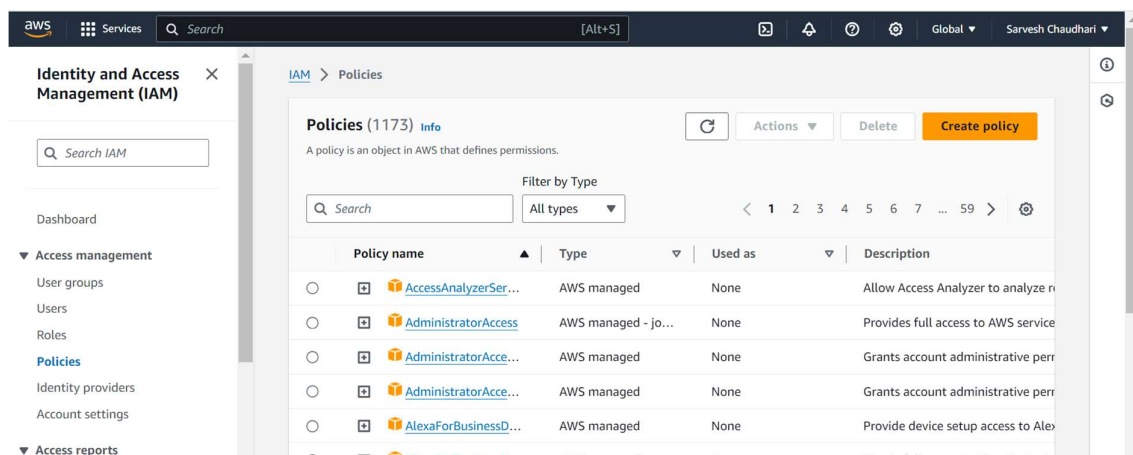 aws Services Search [Alt+S] Global Sarvesh Chaudhari
Identity and Access
Management (IAM)
Search IAM
Dashboard
Access management
User groups
Users
Roles
Policies
Identity providers
Account settings
Access reports
IAM > Policies
Policies (1173) Info
Actions Delete Create policy
A policy is an object in AWS that defines permissions.
Filter by Type
Search All types < 1 2 3 4 5 6 7 ... 59 >
Policy name Type Used as Description
AccessAnalyzerSer... AWS managed None Allow Access Analyzer to analyze
AdministratorAccess AWS managed - jo... None Provides full access to AWS service
AdministratorAcce... AWS managed None Grants account administrative
AdministratorAcce... AWS managed None Grants account administrative
AlexaForBusinessD... AWS managed None Provide device setup access to